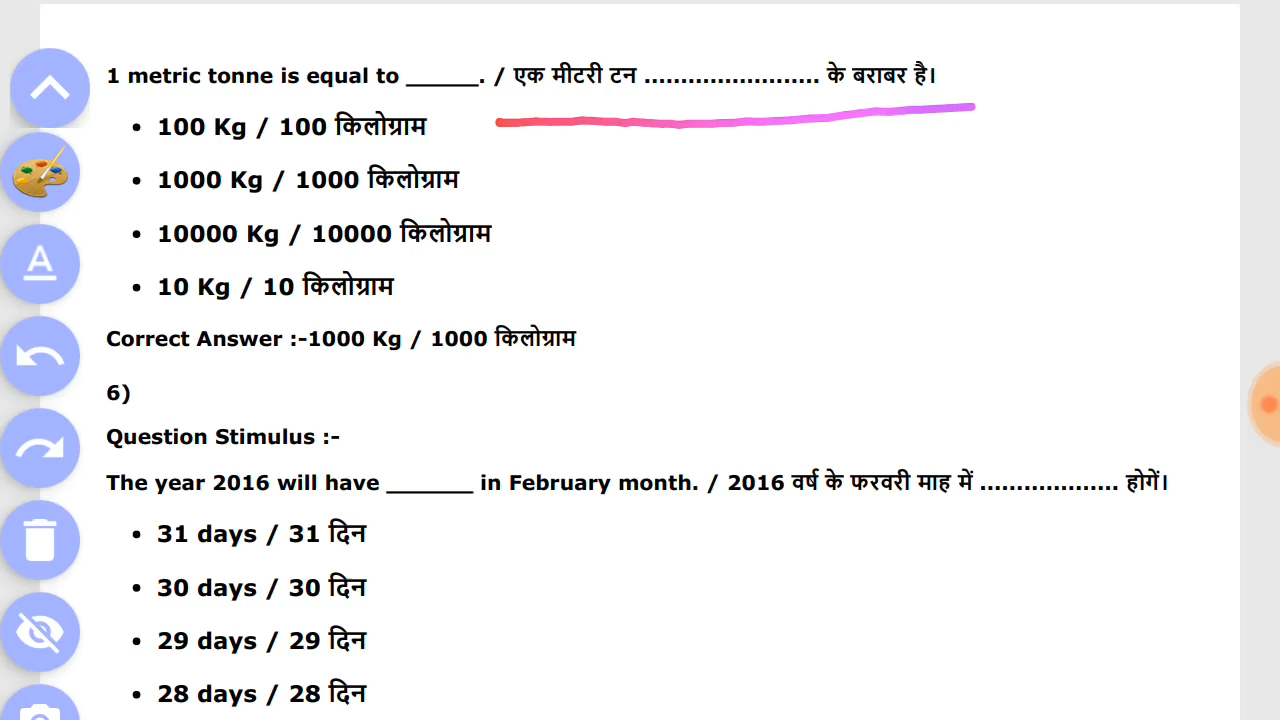 1 metric tonne is equal to ______. / एक मीटरी टन ........................ के बराबर है।
• 100 Kg / 100 किलोग्राम
• 1000 Kg / 1000 किलोग्राम
• 10000 Kg / 10000 किलोग्राम
• 10 Kg / 10 किलोग्राम
Correct Answer :-1000 Kg / 1000 किलोग्राम
6)
Question Stimulus :-
The year 2016 will have _______ in February month. / 2016 वर्ष के फरवरी माह में ................... होगें।
• 31 days / 31 दिन
• 30 days / 30 दिन
• 29 days / 29 दिन
• 28 days / 28 दिन